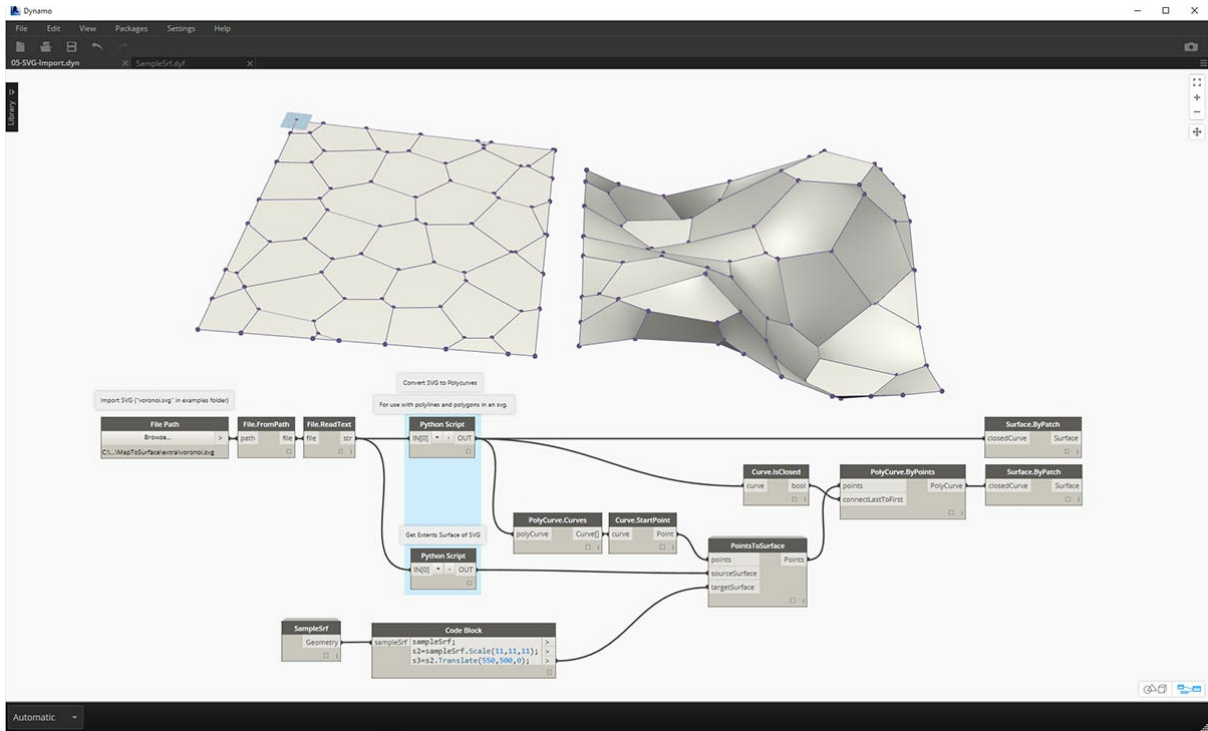 Dynamo
File Edit View Packages Settings Help
05-SVG-Import.dyn SampleSrf.dyf
Library
Convert SVG to Polycurves
Import SVG ("voronoi.svg" in examples folder)
For use with polylines and polygons in an svg.
File Path
Browse... >
C:\...\MapToSurface\extra\voronoi.svg
File.FromPath
path file
File.ReadText
file str
Python Script
IN[0] + - OUT
Surface.ByPatch
closedCurve Surface
Curve.IsClosed
curve bool
PolyCurve.ByPoints
points PolyCurve
connectLastToFirst
Surface.ByPatch
closedCurve Surface
PolyCurve.Curves
polyCurve Curve[]
Curve.StartPoint
curve Point
Get Extents Surface of SVG
Python Script
IN[0] + - OUT
PointsToSurface
points Points
sourceSurface
targetSurface
SampleSrf
Geometry
Code Block
sampleSrf sampleSrf; >
s2=sampleSrf.Scale(11,11,11); >
s3=s2.Translate(550,500,0); >
Automatic